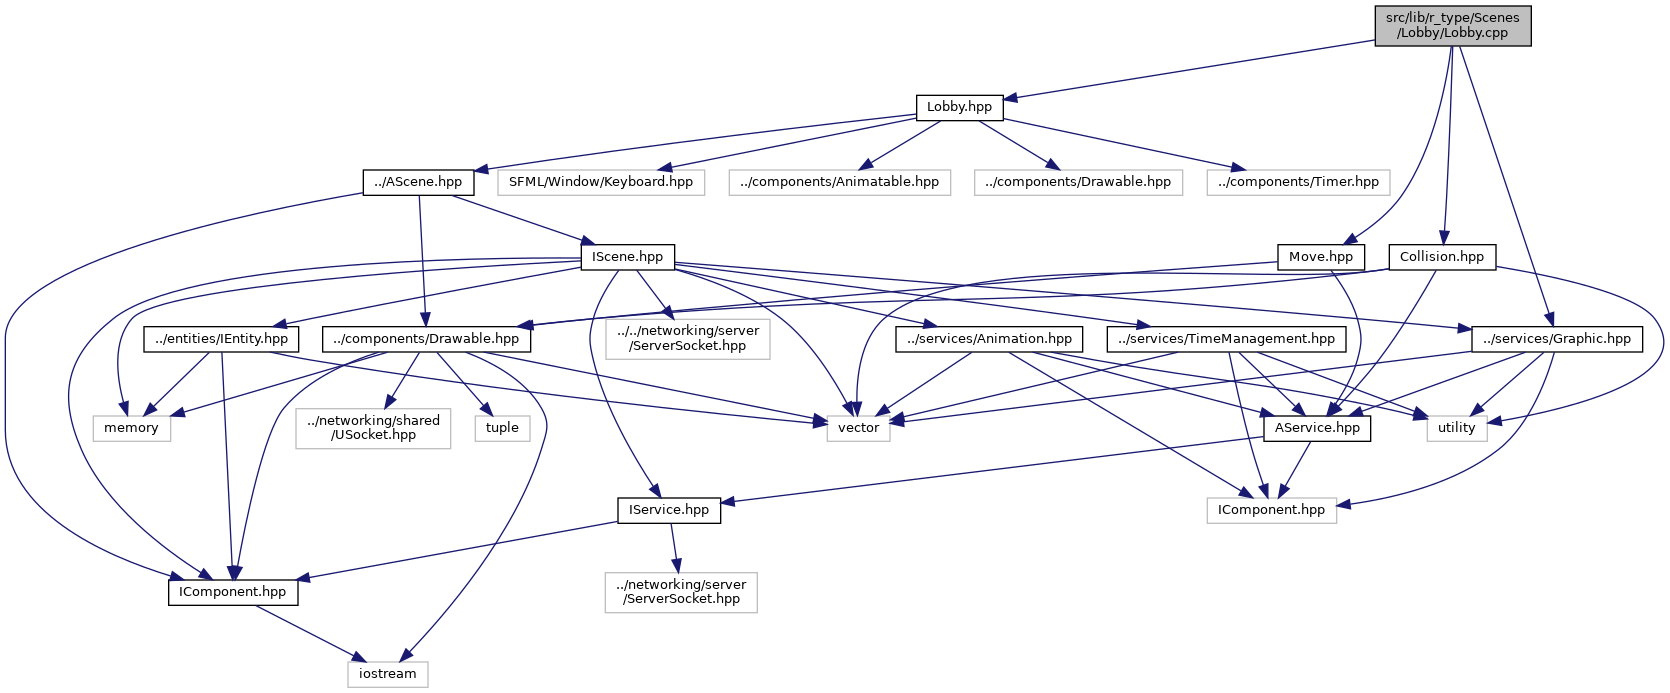 src/lib/r_type/Scenes
/Lobby/Lobby.cpp
Lobby.hpp
../AScene.hpp
SFML/Window/Keyboard.hpp
../components/Animatable.hpp
../components/Drawable.hpp
../components/Timer.hpp
IScene.hpp
Move.hpp
Collision.hpp
../entities/IEntity.hpp
../components/Drawable.hpp
../../networking/server
/ServerSocket.hpp
../services/Animation.hpp
../services/TimeManagement.hpp
../services/Graphic.hpp
memory
../networking/shared
/USocket.hpp
tuple
vector
AService.hpp
utility
IService.hpp
IComponent.hpp
IComponent.hpp
../networking/server
/ServerSocket.hpp
iostream